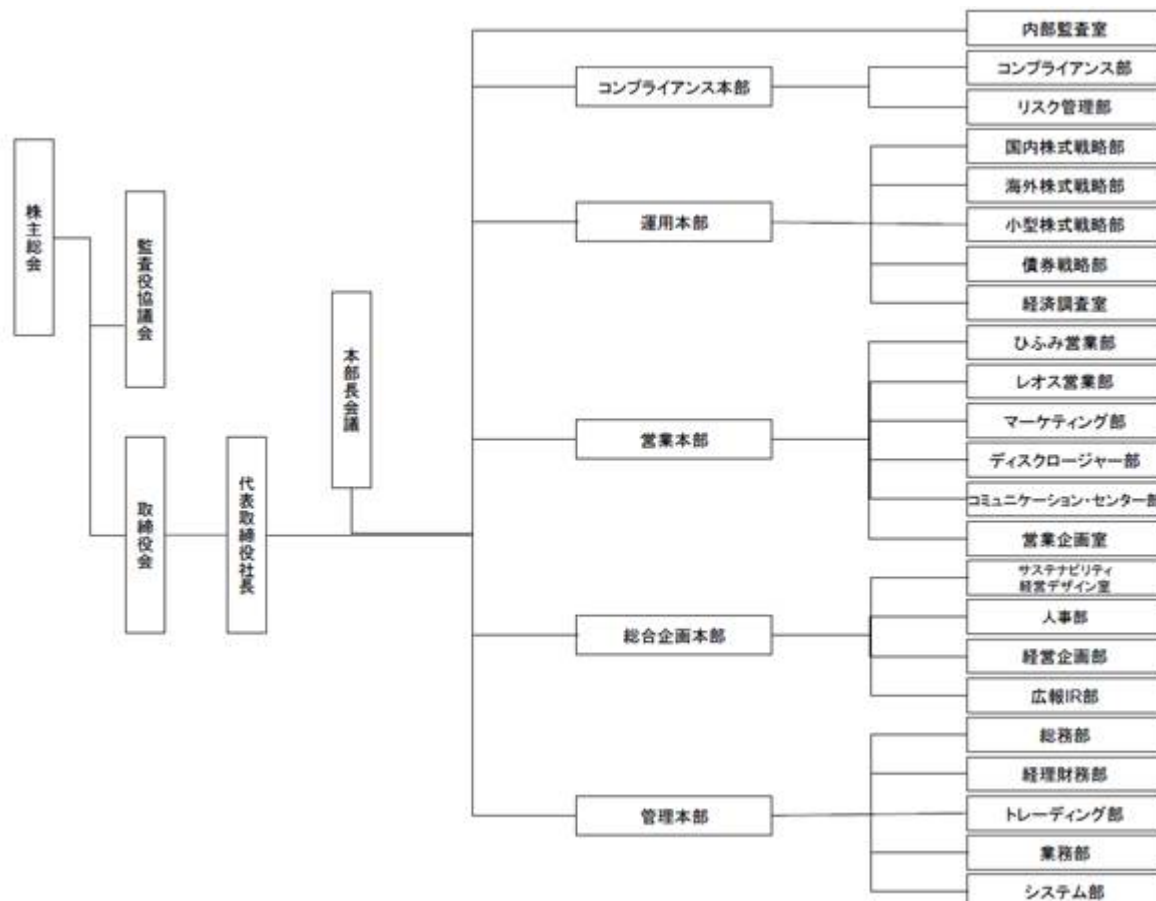 株主総会
監査役協議会
取締役会
代表取締役社長
本部長会議
内部監査室
コンプライアンス本部
コンプライアンス部
リスク管理部
運用本部
国内株式戦略部
海外株式戦略部
小型株式戦略部
債券戦略部
経済調査室
営業本部
ひふみ営業部
レオス営業部
マーケティング部
ディスクロージャー部
コミュニケーション・センター部
営業企画室
総合企画本部
サステナビリティ
経営デザイン室
人事部
経営企画部
広報IR部
管理本部
総務部
経理財務部
トレーディング部
業務部
システム部